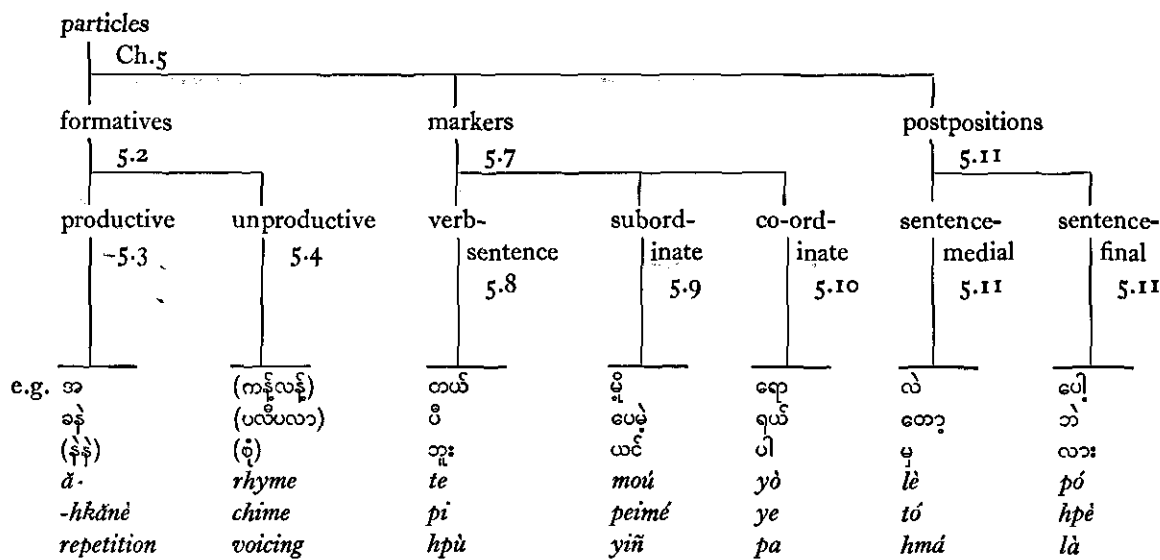 particles
Ch.5
formatives markers postpositions
5.2 5.7 5.11
productive unproductive verb- subord- co-ord- sentence- sentence-
5.3 5.4 sentence inate inate medial final
5.8 5.9 5.10 5.11 5.11
e.g. အ (ကန့်လန့်) တယ် မို့ ရော လဲ ပေါ့
ခနဲ (ပလီပလာ) ပီ ပေမဲ့ ရယ် တော့ ဘဲ
(နဲနဲ) (စုံ) ဘူး ယင် ပါ မှ လား
ă- rhyme te moú yò lè pó
-hkănè chime pi peimé ye tó hpè
repetition voicing hpù yiñ pa hmá là